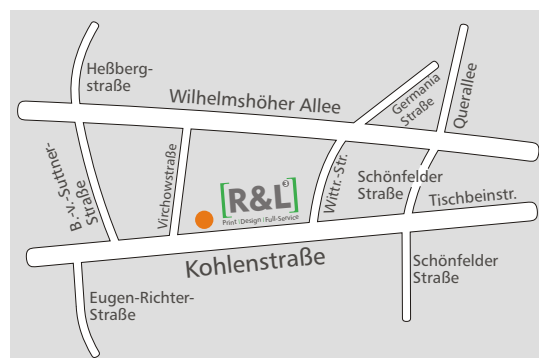 Heßberg-
straße
Wilhelmshöher Allee
Germania
Straße
Querallee
B.-v.-Suttner-
Straße
Virchowstraße
[R&L]³
Print|Design|Full-Service
Wittr.-Str.
Schönfelder
Straße
Tischbeinstr.
Kohlenstraße
Eugen-Richter-
Straße
Schönfelder
Straße